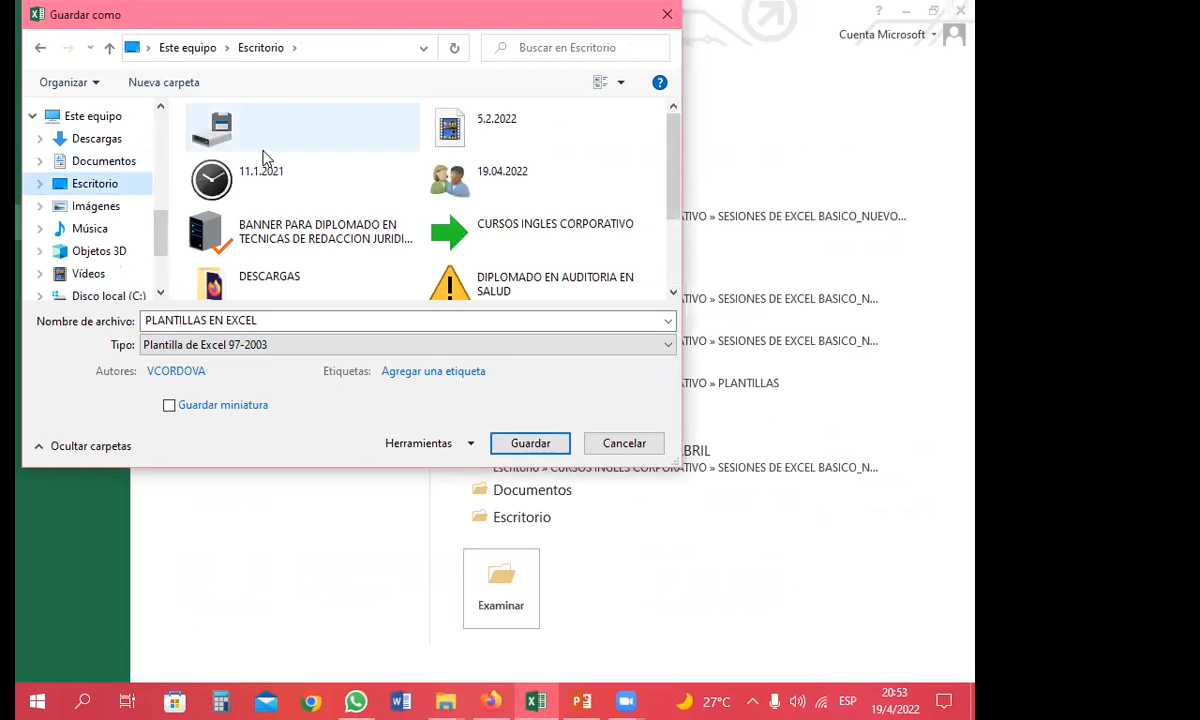 Guardar como
Este equipo
Escritorio
Buscar en Escritorio
?
Cuenta Microsoft
Organizar
Nueva carpeta
?
Este equipo
Descargas
Documentos
Escritorio
Imágenes
Música
Objetos 3D
Vídeos
Disco local (C:)
5.2.2022
11.1.2021
19.04.2022
BANNER PARA DIPLOMADO EN
TECNICAS DE REDACCION JURIDI...
CURSOS INGLES CORPORATIVO
DESCARGAS
DIPLOMADO EN AUDITORIA EN
SALUD
ATIVO » SESIONES DE EXCEL BASICO_NUEVO...
ATIVO » SESIONES DE EXCEL BASICO_N...
ATIVO » SESIONES DE EXCEL BASICO_N...
ATIVO » PLANTILLAS
Nombre de archivo: PLANTILLAS EN EXCEL
Tipo: Plantilla de Excel 97-2003
Autores: VCORDOVA
Etiquetas: Agregar una etiqueta
Guardar miniatura
Ocultar carpetas
Herramientas
Guardar
Cancelar
BRIL
Escritorio » CURSOS INGLES CORPORATIVO » SESIONES DE EXCEL BASICO_N...
Documentos
Escritorio
Examinar
27°C
ESP
20:53
19/4/2022